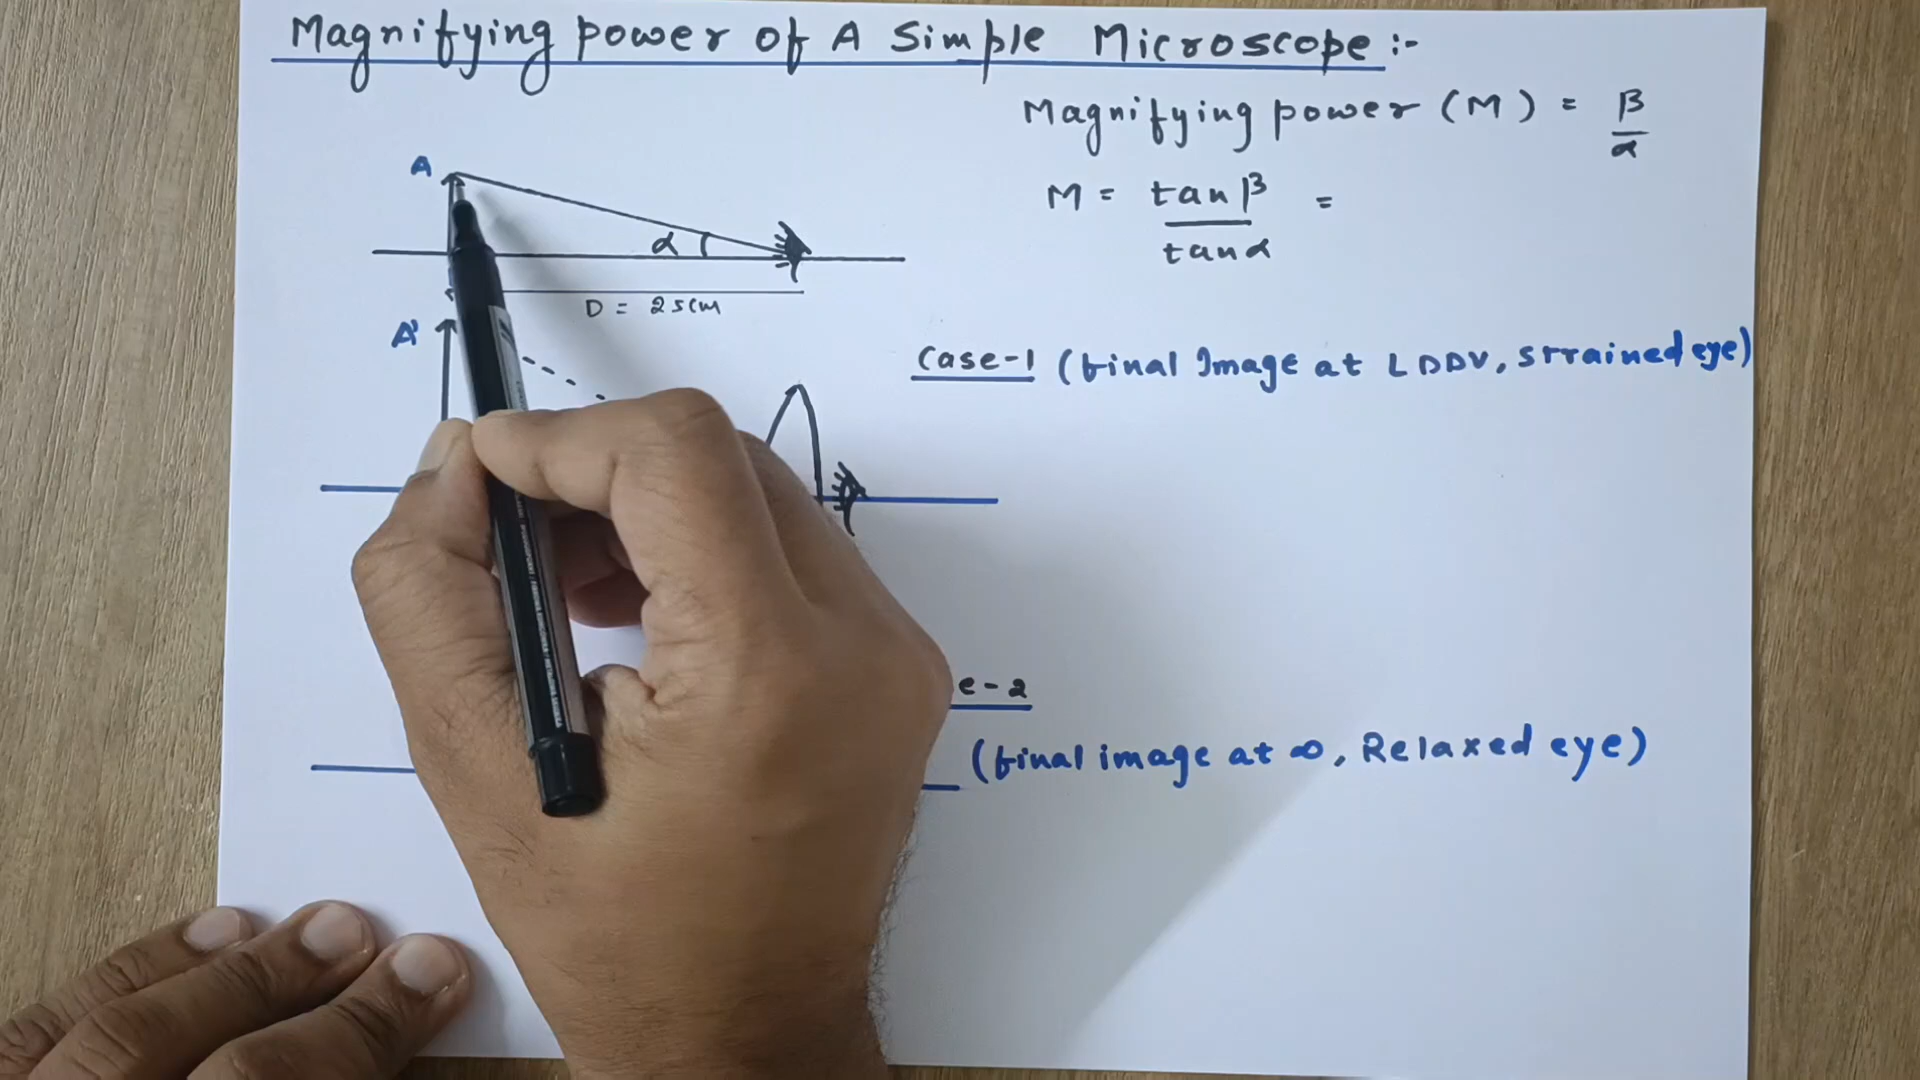 Magnifying power of A Simple Microscope:-
Magnifying power (M) = β/α
A
M = tanβ/tanα =
α
D = 25cm
A'
Case-1 (final Image at LDDV, Strained eye)
e-2
(final image at ∞, Relaxed eye)